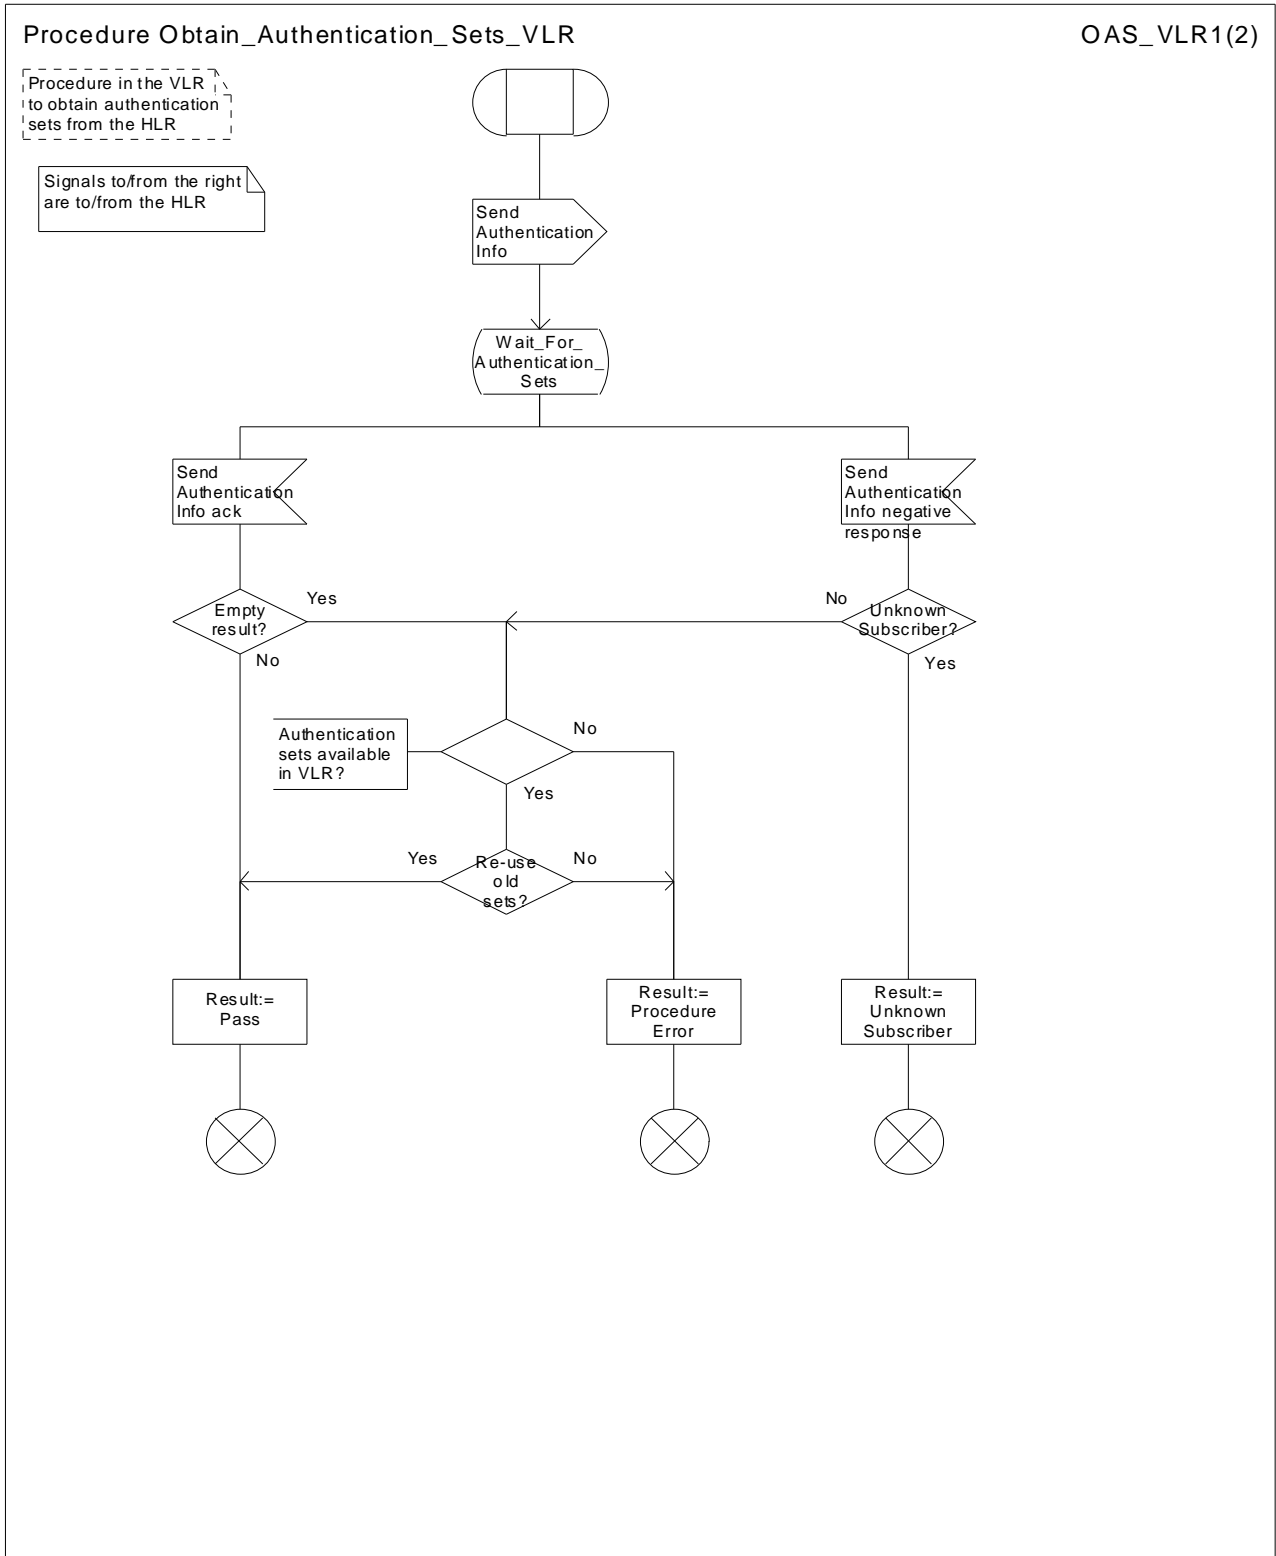 Procedure Obtain_Authentication_Sets_VLR
OAS_VLR1(2)
Procedure in the VLR
to obtain authentication
sets from the HLR
Signals to/from the right
are to/from the HLR
Send
Authentication
Info
Wait_For_
Authentication_
Sets
Send
Authentication
Info ack
Send
Authentication
Info negative
response
Empty
result?
Yes
No
No
Unknown
Subscriber?
Yes
Authentication
sets available
in VLR?
No
Yes
Yes
Re-use
old
sets?
No
Result:=
Pass
Result:=
Procedure
Error
Result:=
Unknown
Subscriber